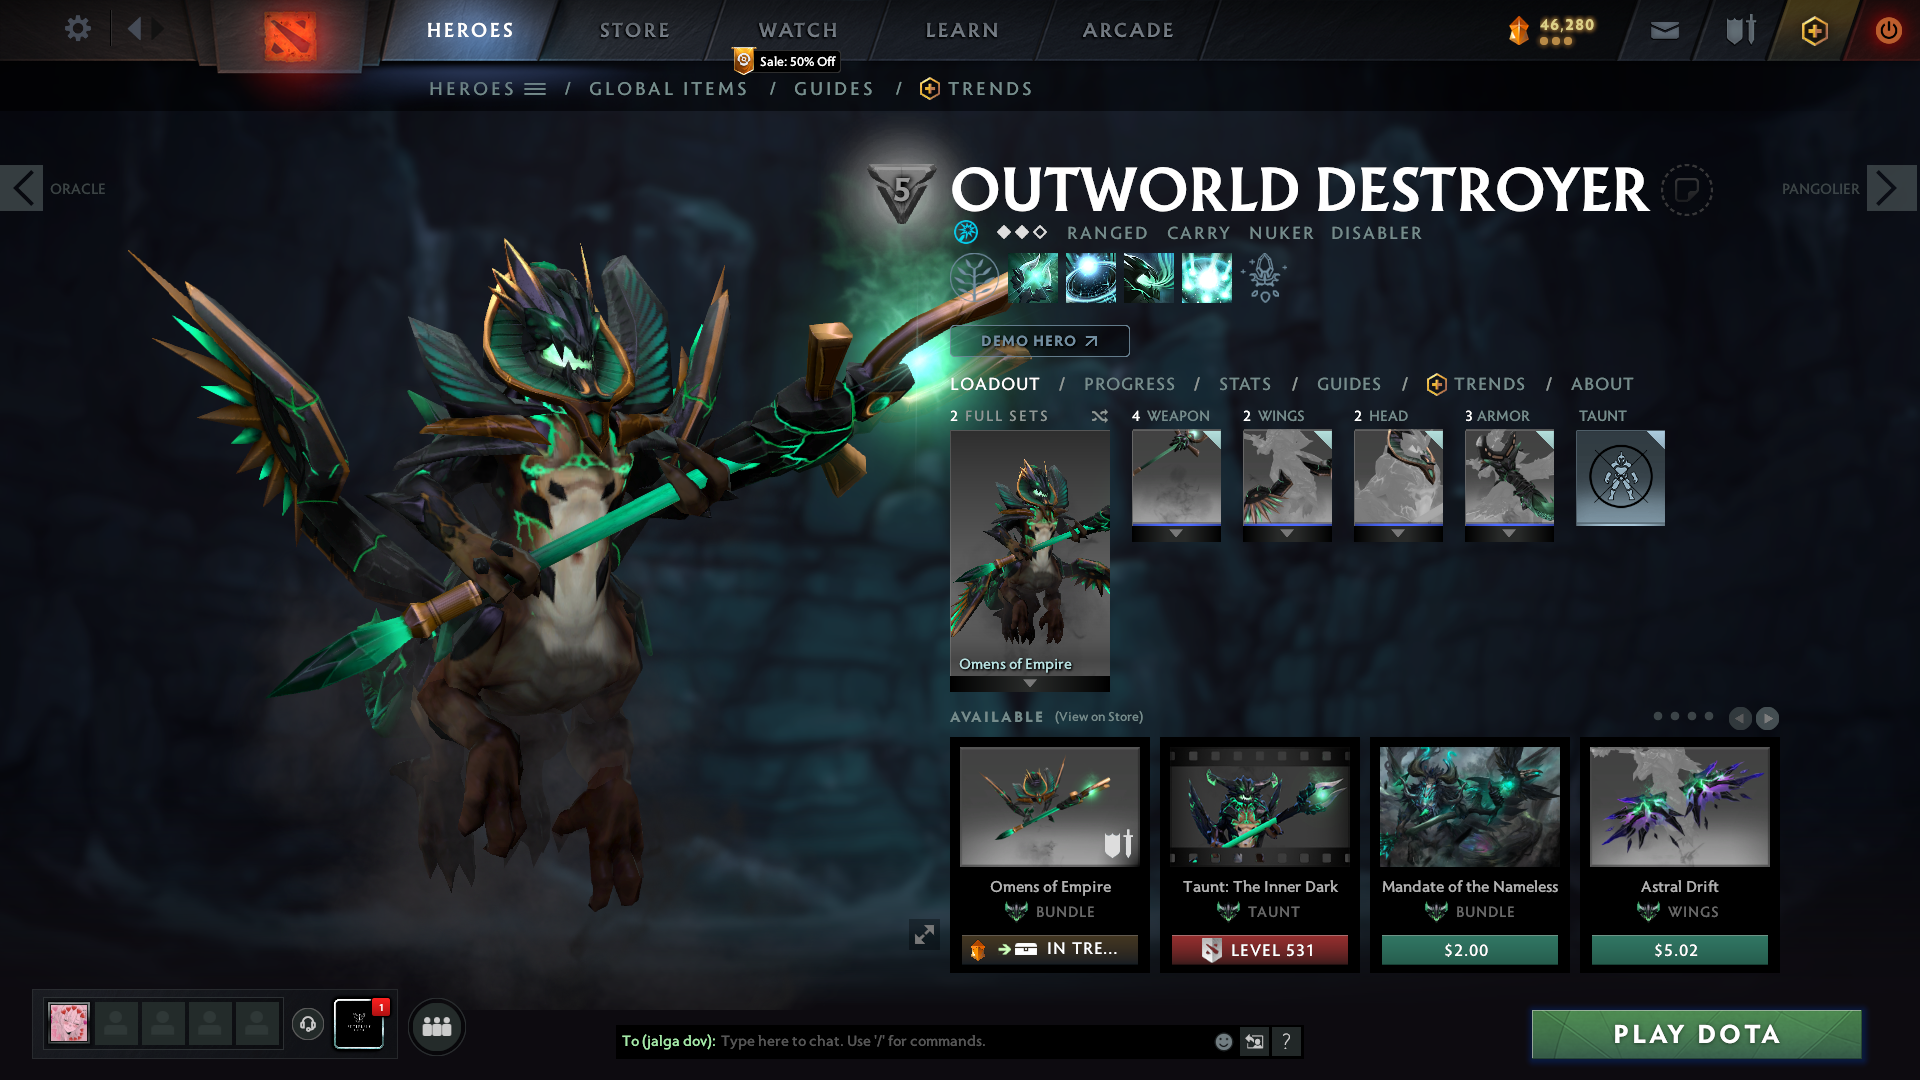 HEROES
STORE
WATCH
LEARN
ARCADE
46,280
Sale: 50% Off
HEROES / GLOBAL ITEMS / GUIDES / TRENDS
ORACLE
5
OUTWORLD DESTROYER
PANGOLIER
RANGED CARRY NUKER DISABLER
DEMO HERO
LOADOUT / PROGRESS / STATS / GUIDES / TRENDS / ABOUT
2 FULL SETS
4 WEAPON
2 WINGS
2 HEAD
3 ARMOR
TAUNT
Omens of Empire
AVAILABLE (View on Store)
Omens of Empire
BUNDLE
IN TRE...
Taunt: The Inner Dark
TAUNT
LEVEL 531
Mandate of the Nameless
BUNDLE
$2.00
Astral Drift
WINGS
$5.02
1
To (jalga dov): Type here to chat. Use '/' for commands.
?
PLAY DOTA